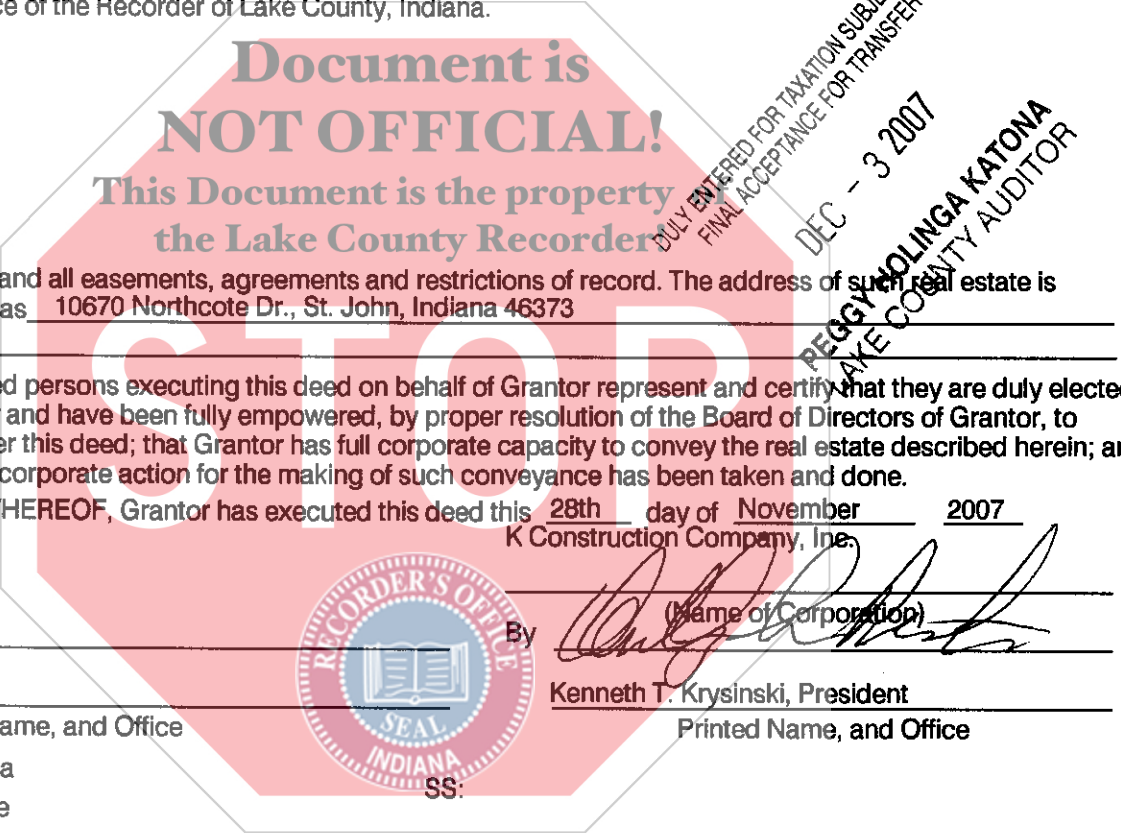 ce of the Recorder of Lake County, Indiana.
Document is
NOT OFFICIAL!
This Document is the property of
the Lake County Recorder!
DULY ENTERED FOR TAXATION SUBJE
FINAL ACCEPTANCE FOR TRANSFER
DEC - 3 2007
PEGGY HOLINGA KATONA
LAKE COUNTY AUDITOR
and all easements, agreements and restrictions of record. The address of such real estate is
as 10670 Northcote Dr., St. John, Indiana 46373
STOP
ed persons executing this deed on behalf of Grantor represent and certify that they are duly elected
and have been fully empowered, by proper resolution of the Board of Directors of Grantor, to
er this deed; that Grantor has full corporate capacity to convey the real estate described herein; an
corporate action for the making of such conveyance has been taken and done.
HEREOF, Grantor has executed this deed this 28th day of November 2007
K Construction Company, Inc.
(Name of Corporation)
By
Kenneth T. Krysinski, President
ame, and Office
Printed Name, and Office
RECORDER'S OFFICE
SEAL
INDIANA
a
SS:
e